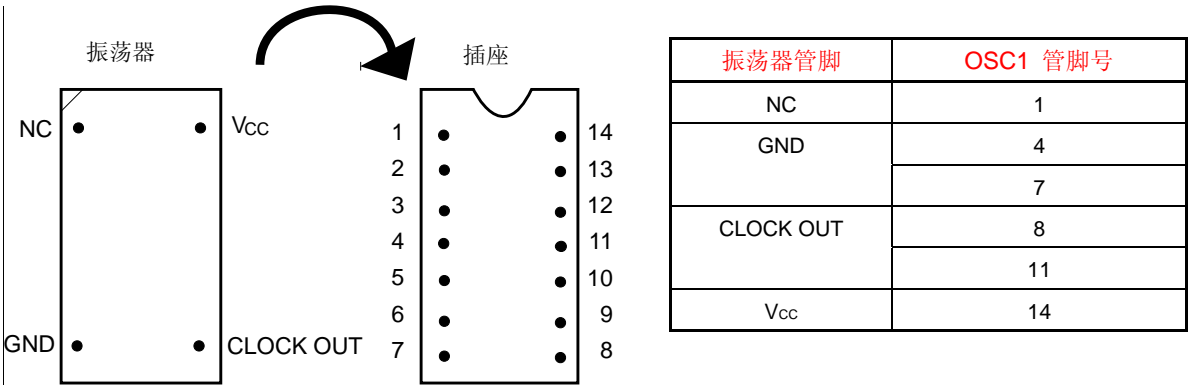 振荡器
NC
Vcc
GND
CLOCK OUT
插座
1 14
2 13
3 12
4 11
5 10
6 9
7 8
振荡器管脚 OSC1 管脚号
NC 1
GND 4
7
CLOCK OUT 8
11
Vcc 14